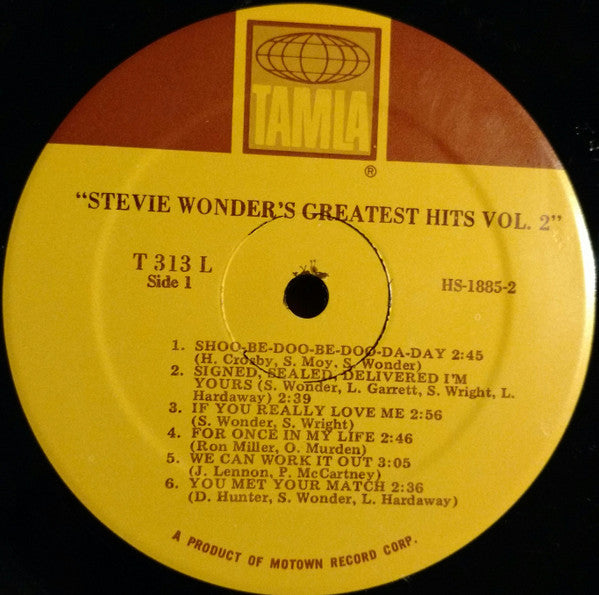 TAMLA
®
"STEVIE WONDER'S GREATEST HITS VOL. 2"
T 313 L
Side 1
HS-1885-2
1. SHOO-BE-DOO-BE-DOO-DA-DAY 2:45
(H. Crosby, S. Moy, S. Wonder)
2. SIGNED, SEALED, DELIVERED I'M
YOURS (S. Wonder, L. Garrett, S. Wright, L.
Hardaway) 2:39
3. IF YOU REALLY LOVE ME 2:56
(S. Wonder, S. Wright)
4. FOR ONCE IN MY LIFE 2:46
(Ron Miller, O. Murden)
5. WE CAN WORK IT OUT 3:05
(J. Lennon, P. McCartney)
6. YOU MET YOUR MATCH 2:36
(D. Hunter, S. Wonder, L. Hardaway)
A PRODUCT OF MOTOWN RECORD CORP.